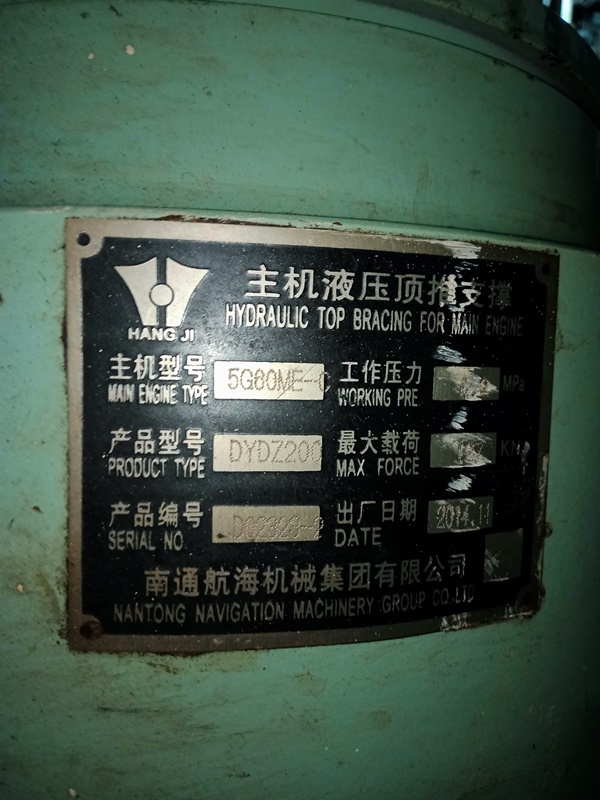 主机液压顶推支撑
HYDRAULIC TOP BRACING FOR MAIN ENGINE
HANG JI
主机型号 5G60ME-C 工作压力 MPa
MAIN ENGINE TYPE WORKING PRE.
产品型号 DYDZ200 最大载荷
PRODUCT TYPE MAX FORCE
产品编号 出厂日期 2014.11
SERIAL NO. DATE
南通航海机械集团有限公司
NANTONG NAVIGATION MACHINERY GROUP CO.LTD